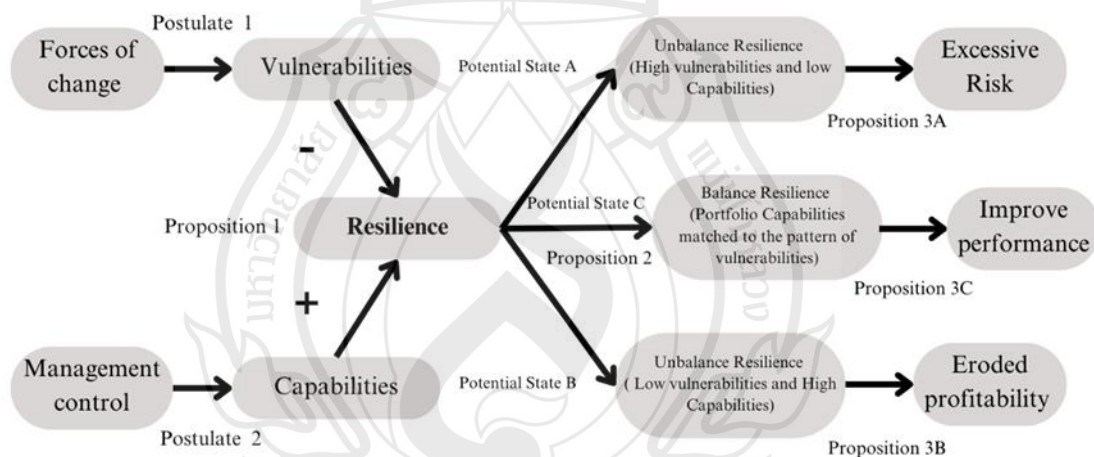 Postulate 1
Forces of
change
Vulnerabilities
Potential State A
Unbalance Resilience
(High vulnerabilities and low
Capabilities)
Excessive
Risk
Proposition 3A
-
Proposition 1
Resilience
Potential State C
Proposition 2
Balance Resilience
(Portfolio Capabilities
matched to the pattern of
vulnerabilities)
Improve
performance
Proposition 3C
+
Management
control
Capabilities
Postulate 2
Potential State B
Unbalance Resilience
( Low vulnerabilities and High
Capabilities)
Eroded
profitability
Proposition 3B